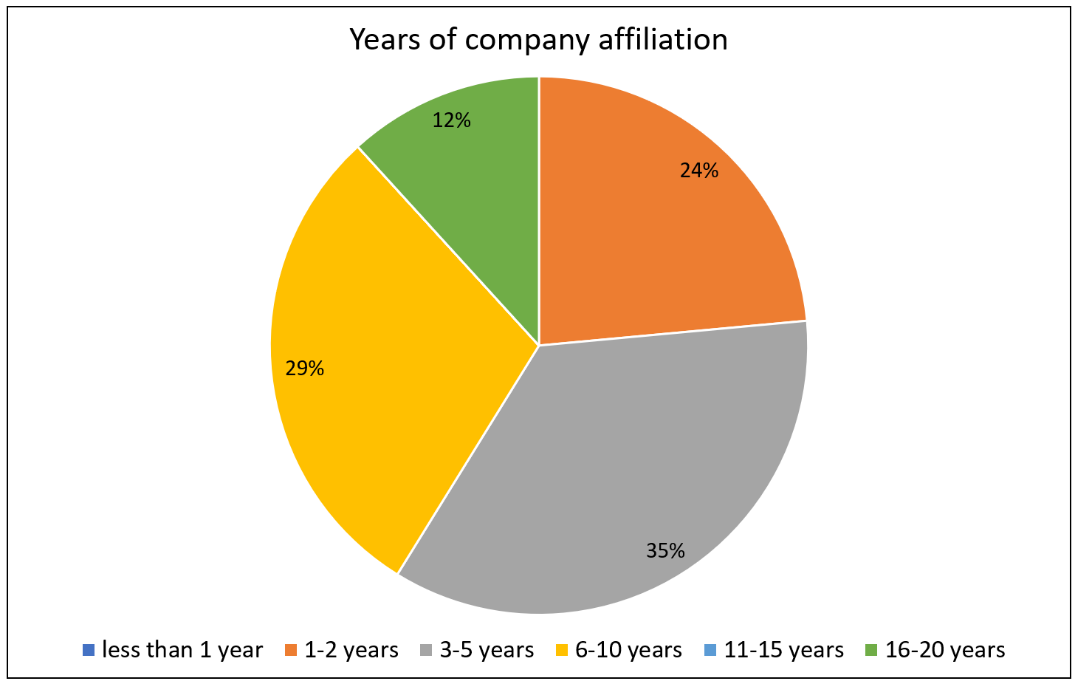 Years of company affiliation
12%
24%
29%
35%
less than 1 year 1-2 years 3-5 years 6-10 years 11-15 years 16-20 years